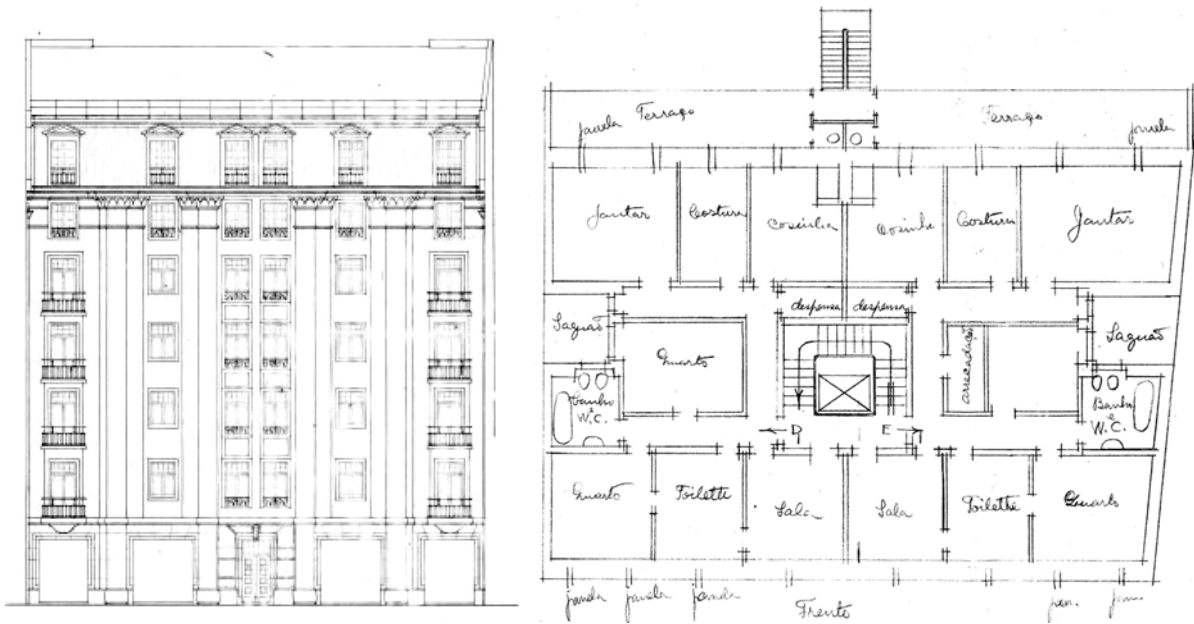 janela Terraço
Terraço
janela
Jantar
Costura
Cosinha
Cosinha
Costura
Jantar
despensa
despensa
Saguão
Quarto
arrecadação
Saguão
banho
e
W.C.
D
E
Banho
e
W.C.
Quarto
Toilette
Sala
Sala
Toilette
Quarto
janela
janela
janela
Frente
jan.